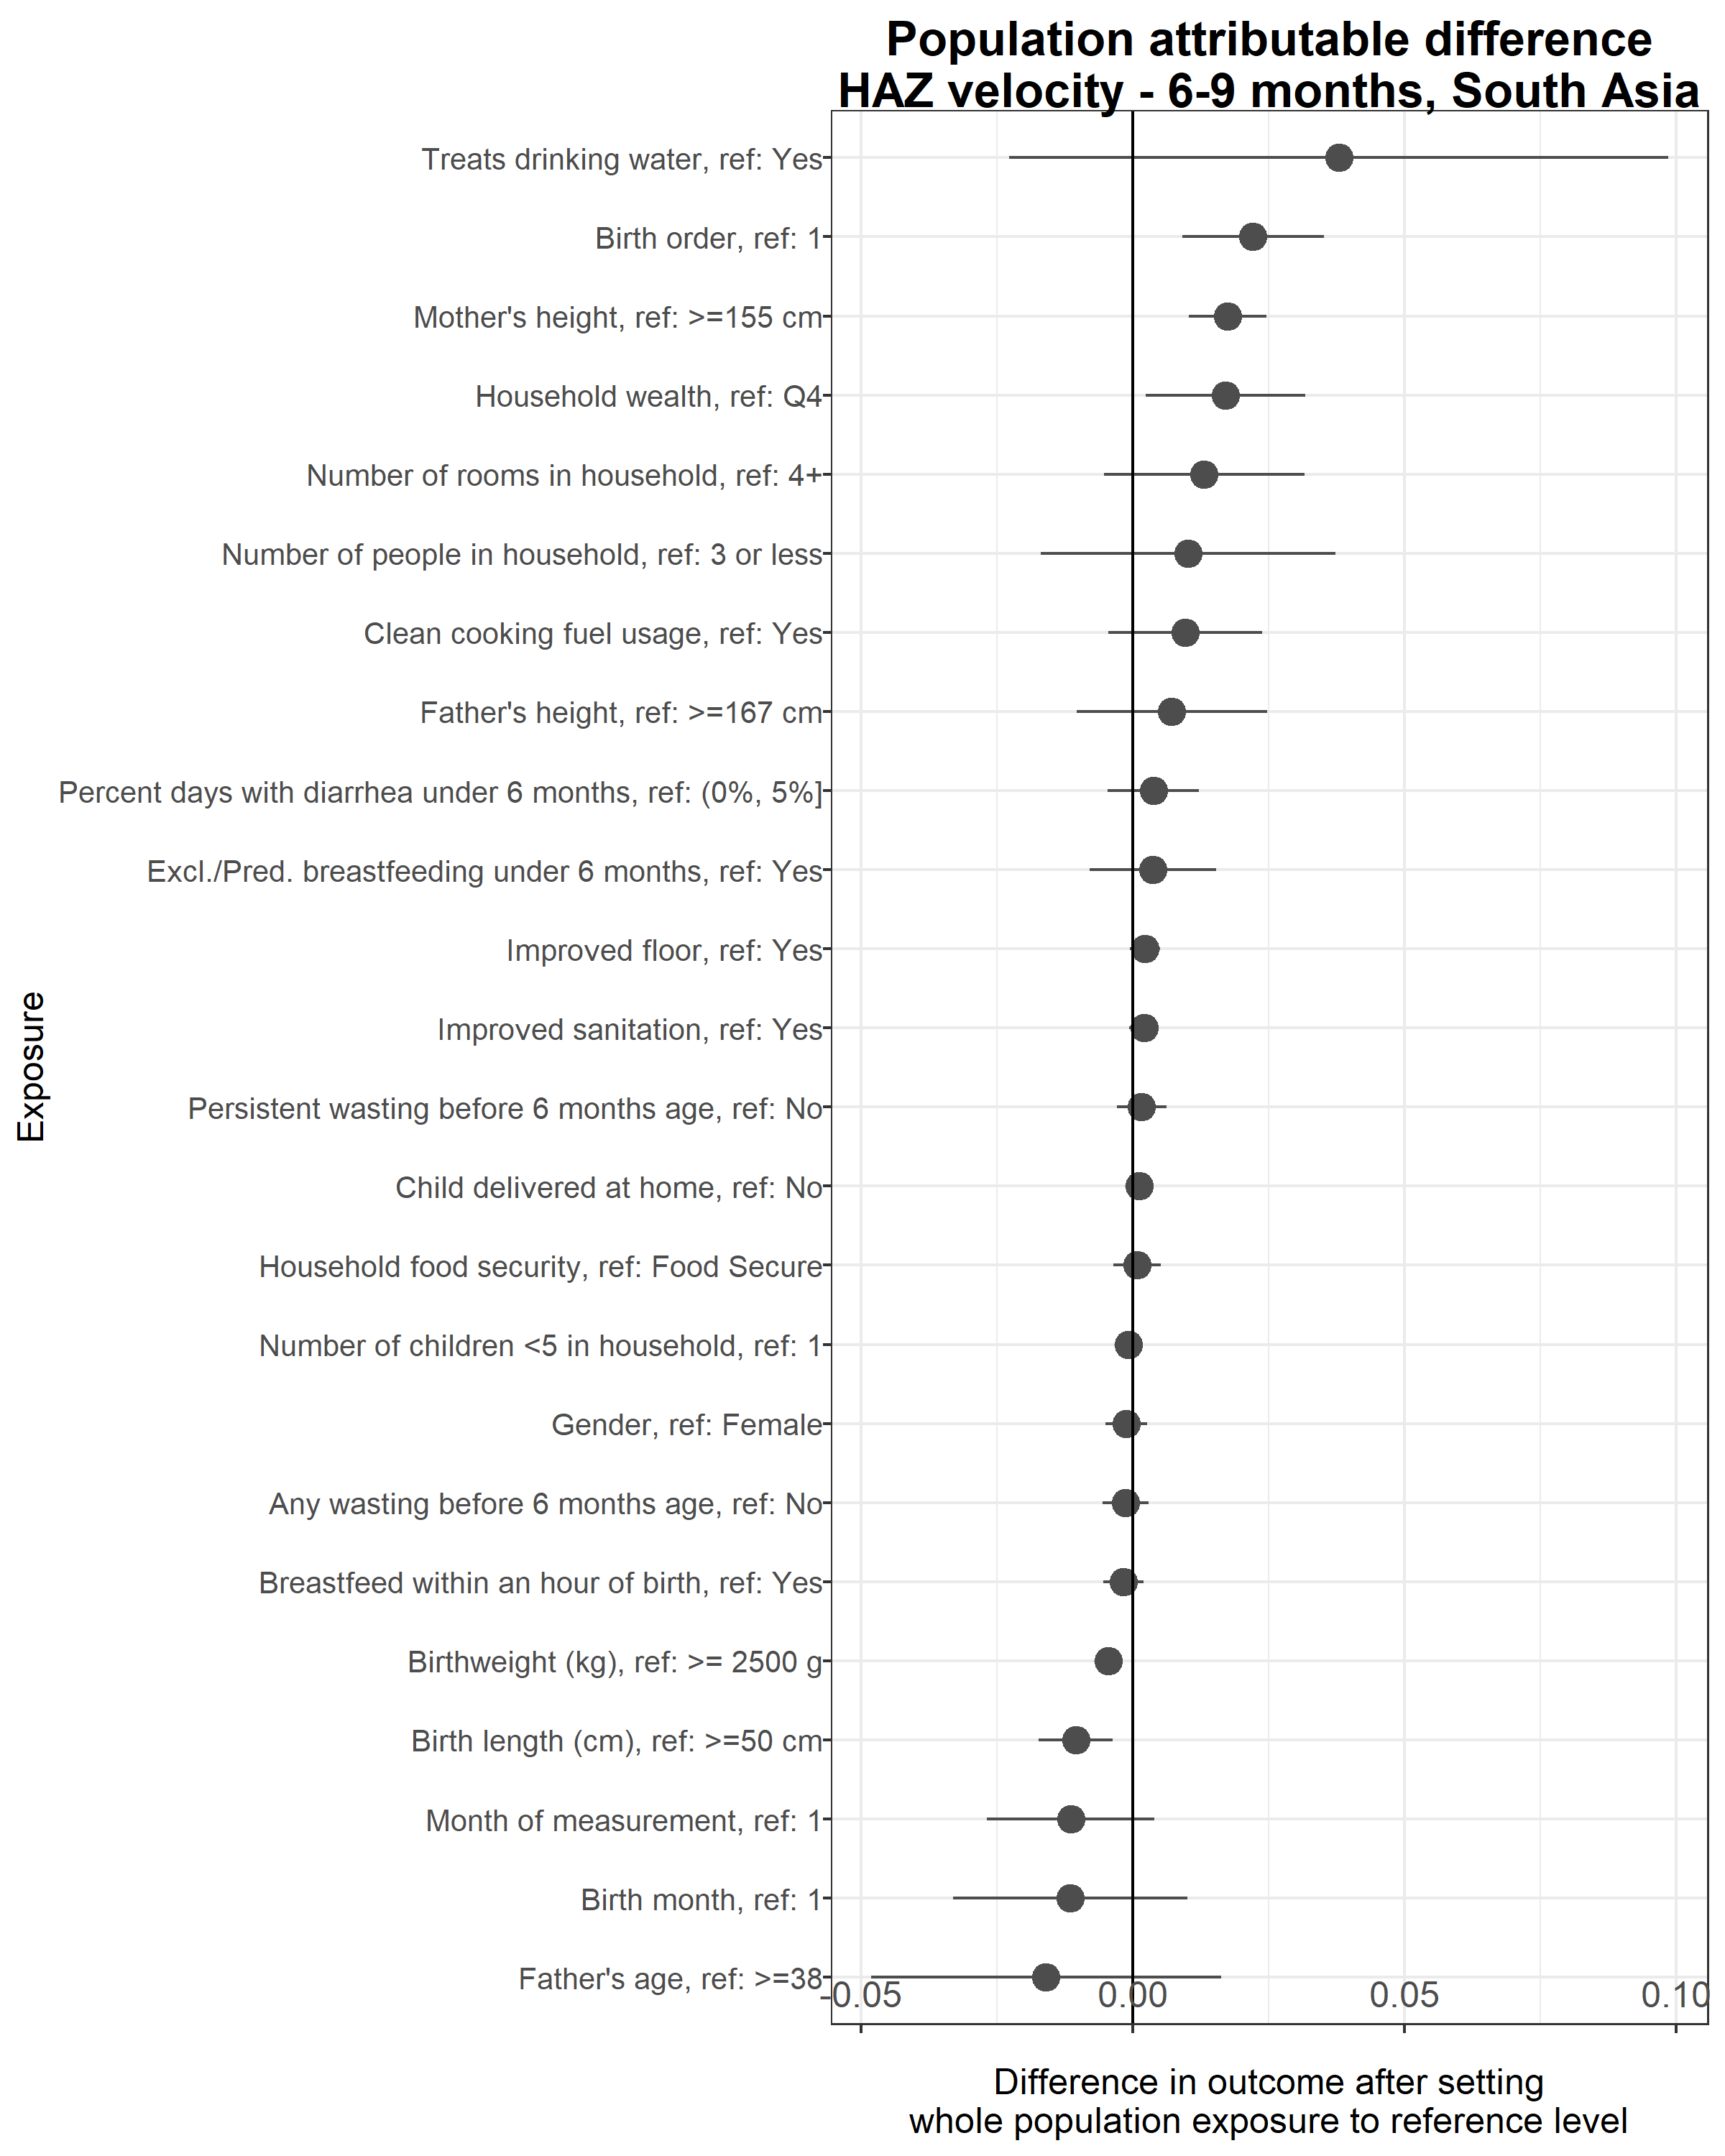 Population attributable difference
HAZ velocity - 6-9 months, South Asia
Treats drinking water, ref: Yes
Birth order, ref: 1
Mother's height, ref: >=155 cm
Household wealth, ref: Q4
Number of rooms in household, ref: 4+
Number of people in household, ref: 3 or less
Clean cooking fuel usage, ref: Yes
Father's height, ref: >=167 cm
Percent days with diarrhea under 6 months, ref: (0%, 5%]
Excl./Pred. breastfeeding under 6 months, ref: Yes
Improved floor, ref: Yes
Improved sanitation, ref: Yes
Persistent wasting before 6 months age, ref: No
Child delivered at home, ref: No
Household food security, ref: Food Secure
Number of children <5 in household, ref: 1
Gender, ref: Female
Any wasting before 6 months age, ref: No
Breastfeed within an hour of birth, ref: Yes
Birthweight (kg), ref: >= 2500 g
Birth length (cm), ref: >=50 cm
Month of measurement, ref: 1
Birth month, ref: 1
Father's age, ref: >=38
Exposure
-0.05 0.00 0.05 0.10
Difference in outcome after setting
whole population exposure to reference level